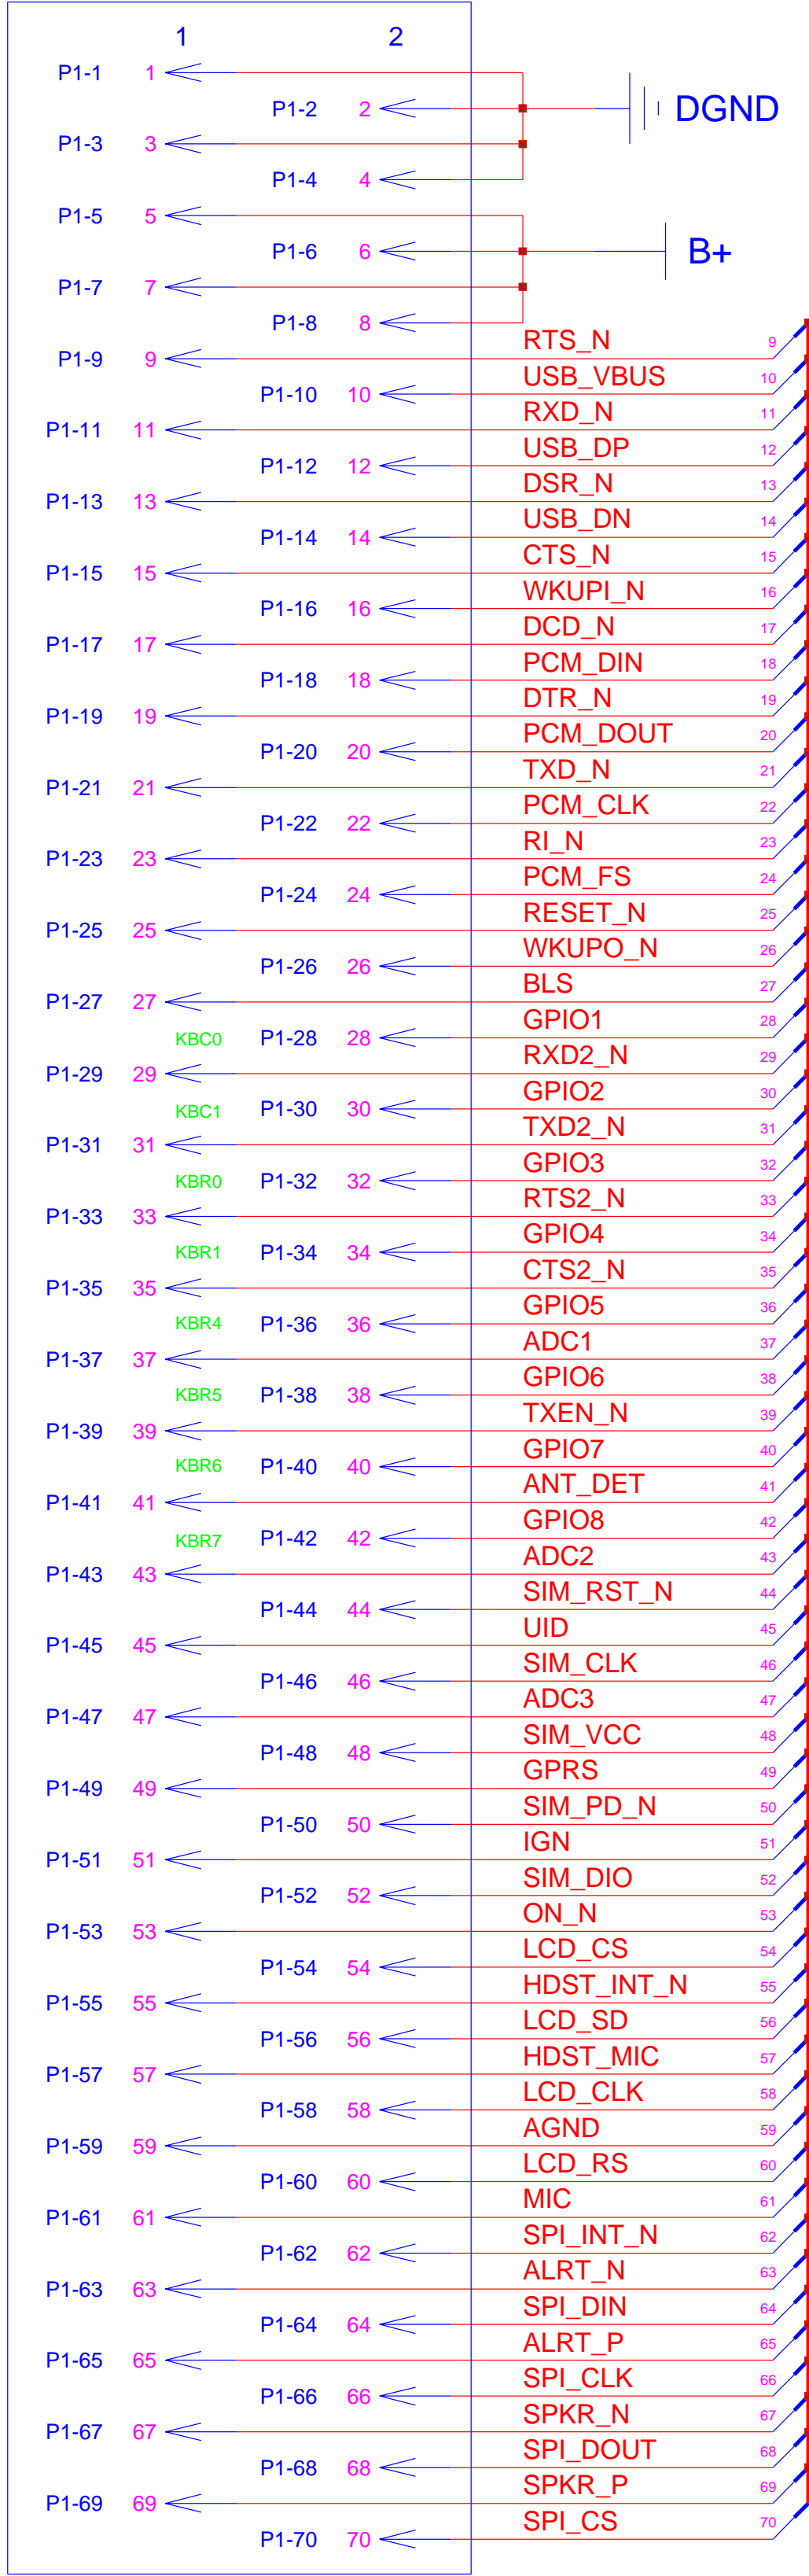 1 2
P1-1 1
P1-2 2 DGND
P1-3 3
P1-4 4
P1-5 5
P1-6 6 B+
P1-7 7
P1-8 8
RTS_N 9
P1-9 9
USB_VBUS 10
P1-10 10
RXD_N 11
P1-11 11
USB_DP 12
P1-12 12
DSR_N 13
P1-13 13
USB_DN 14
P1-14 14
CTS_N 15
P1-15 15
WKUPI_N 16
P1-16 16
DCD_N 17
P1-17 17
PCM_DIN 18
P1-18 18
DTR_N 19
P1-19 19
PCM_DOUT 20
P1-20 20
TXD_N 21
P1-21 21
PCM_CLK 22
P1-22 22
RI_N 23
P1-23 23
PCM_FS 24
P1-24 24
RESET_N 25
P1-25 25
WKUPO_N 26
P1-26 26
BLS 27
P1-27 27
GPIO1 28
KBC0 P1-28 28
RXD2_N 29
P1-29 29
GPIO2 30
KBC1 P1-30 30
TXD2_N 31
P1-31 31
GPIO3 32
KBR0 P1-32 32
RTS2_N 33
P1-33 33
GPIO4 34
KBR1 P1-34 34
CTS2_N 35
P1-35 35
GPIO5 36
KBR4 P1-36 36
ADC1 37
P1-37 37
GPIO6 38
KBR5 P1-38 38
TXEN_N 39
P1-39 39
GPIO7 40
KBR6 P1-40 40
ANT_DET 41
P1-41 41
GPIO8 42
KBR7 P1-42 42
ADC2 43
P1-43 43
SIM_RST_N 44
P1-44 44
UID 45
P1-45 45
SIM_CLK 46
P1-46 46
ADC3 47
P1-47 47
SIM_VCC 48
P1-48 48
GPRS 49
P1-49 49
SIM_PD_N 50
P1-50 50
IGN 51
P1-51 51
SIM_DIO 52
P1-52 52
ON_N 53
P1-53 53
LCD_CS 54
P1-54 54
HDST_INT_N 55
P1-55 55
LCD_SD 56
P1-56 56
HDST_MIC 57
P1-57 57
LCD_CLK 58
P1-58 58
AGND 59
P1-59 59
LCD_RS 60
P1-60 60
MIC 61
P1-61 61
SPI_INT_N 62
P1-62 62
ALRT_N 63
P1-63 63
SPI_DIN 64
P1-64 64
ALRT_P 65
P1-65 65
SPI_CLK 66
P1-66 66
SPKR_N 67
P1-67 67
SPI_DOUT 68
P1-68 68
SPKR_P 69
P1-69 69
SPI_CS 70
P1-70 70